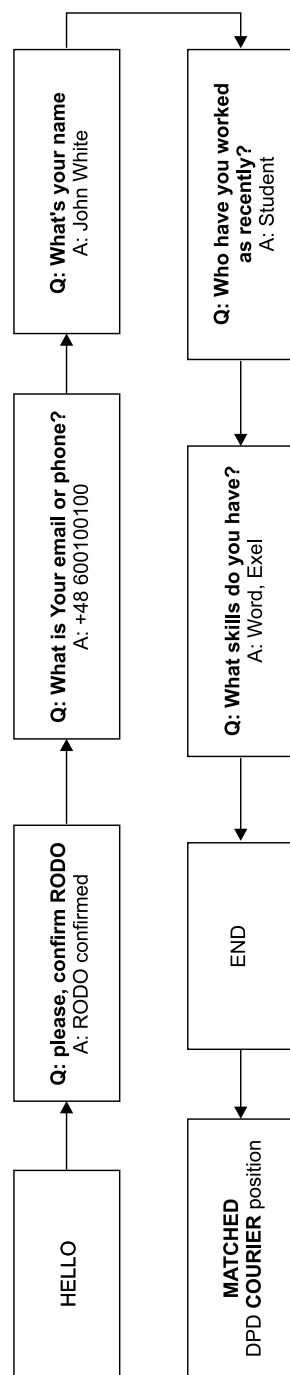 HELLO
Q: please, confirm RODO
A: RODO confirmed
Q: What is Your email or phone?
A: +48 600100100
Q: What's your name
A: John White
Q: Who have you worked
as recently?
A: Student
Q: What skills do you have?
A: Word, Exel
END
MATCHED
DPD COURIER position